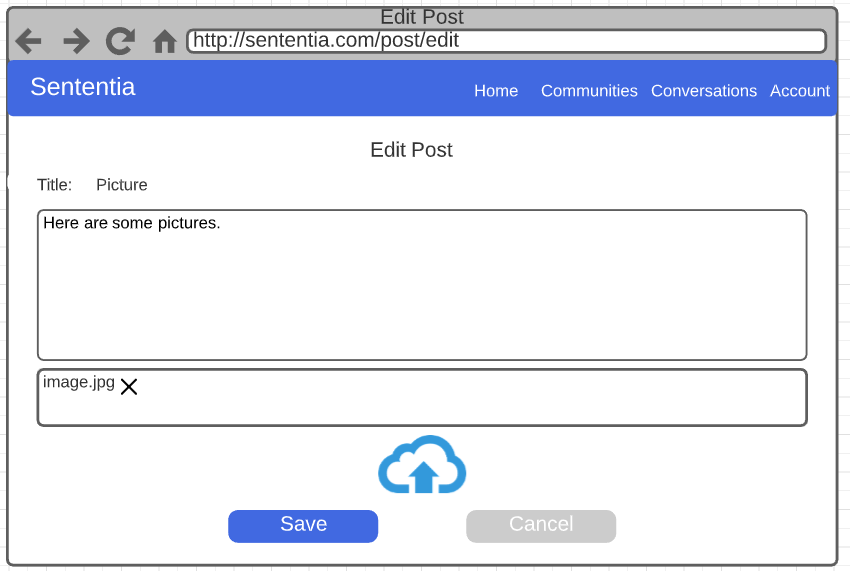 Edit Post
http://sententia.com/post/edit
Sententia Home Communities Conversations Account
Edit Post
Title: Picture
Here are some pictures.
image.jpg
Save Cancel